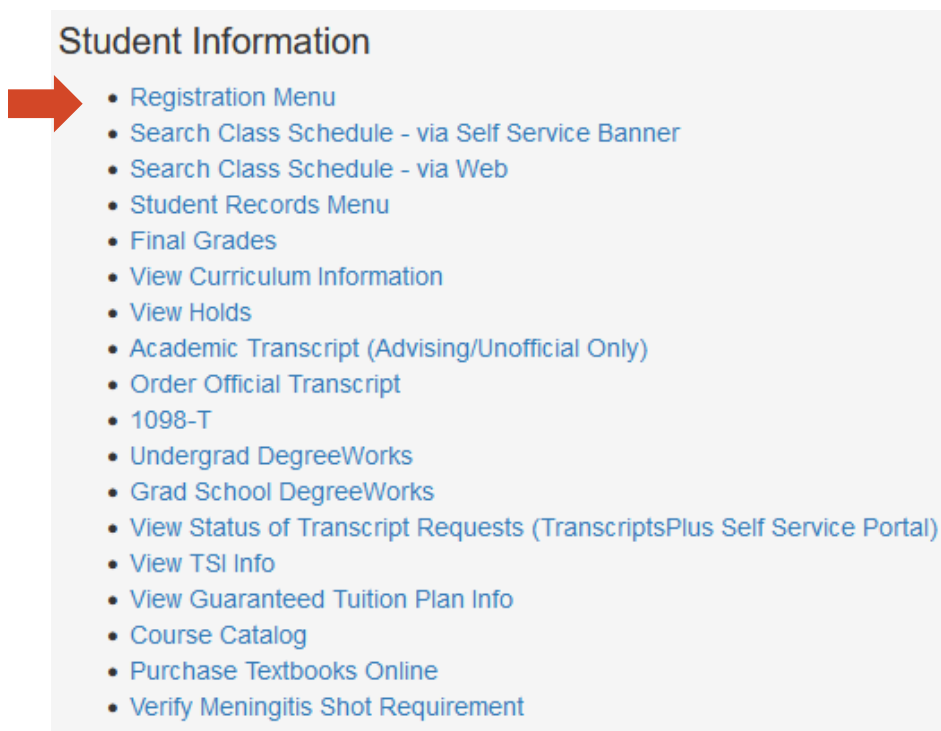 Student Information
Registration Menu
Search Class Schedule - via Self Service Banner
Search Class Schedule - via Web
Student Records Menu
Final Grades
View Curriculum Information
View Holds
Academic Transcript (Advising/Unofficial Only)
Order Official Transcript
1098-T
Undergrad DegreeWorks
Grad School DegreeWorks
View Status of Transcript Requests (TranscriptsPlus Self Service Portal)
View TSI Info
View Guaranteed Tuition Plan Info
Course Catalog
Purchase Textbooks Online
Verify Meningitis Shot Requirement